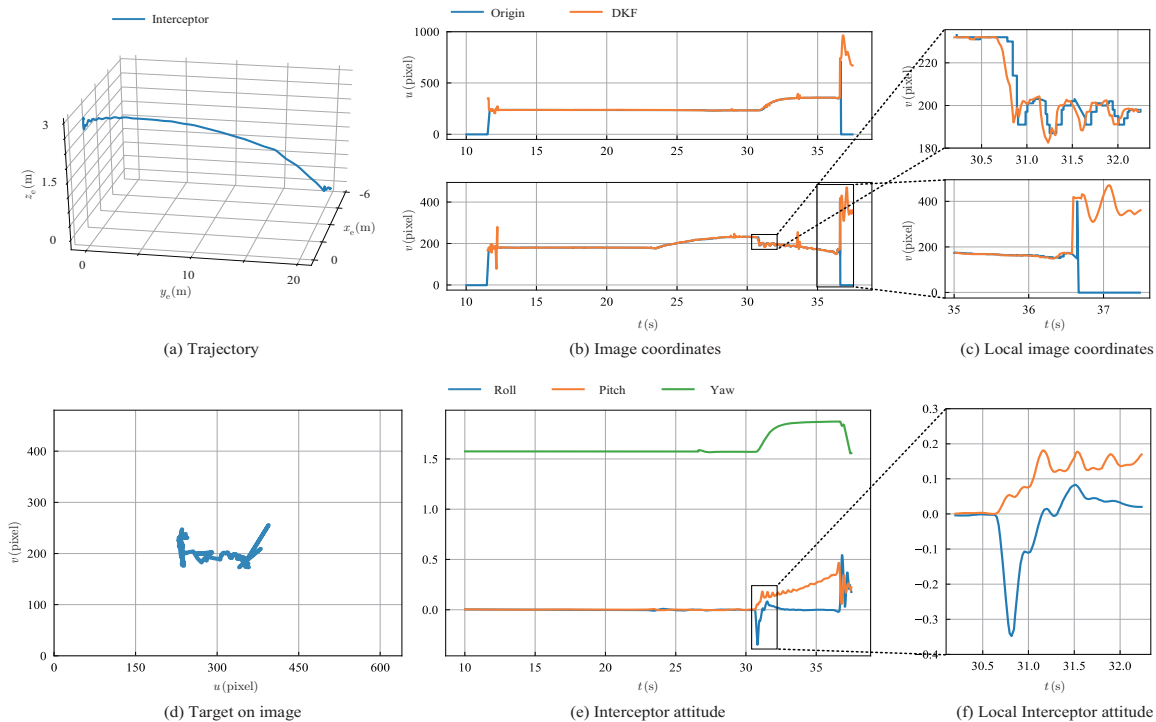 Interceptor
3
1.5
0
z_e (m)
0
10
20
y_e (m)
-6
0
x_e (m)
(a) Trajectory
Origin DKF
1000
500
0
u (pixel)
10 15 20 25 30 35
400
200
0
v (pixel)
10 15 20 25 30 35
t (s)
(b) Image coordinates
220
200
180
v (pixel)
30.5 31.0 31.5 32.0
400
200
0
v (pixel)
35 36 37
t (s)
(c) Local image coordinates
400
300
200
100
0
v (pixel)
0 150 300 450 600
u (pixel)
(d) Target on image
Roll Pitch Yaw
1.5
1.0
0.5
0.0
10 15 20 25 30 35
t (s)
(e) Interceptor attitude
0.3
0.2
0.1
0.0
−0.1
−0.2
−0.3
−0.4
30.5 31.0 31.5 32.0
t (s)
(f) Local Interceptor attitude